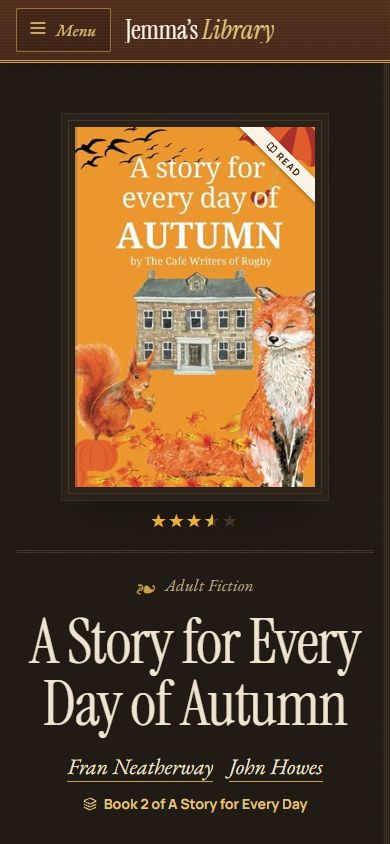 Menu
Jemma's Library
READ
A story for
every day of
AUTUMN
by The Cafe Writers of Rugby
Adult Fiction
A Story for Every
Day of Autumn
Fran Neatherway John Howes
Book 2 of A Story for Every Day